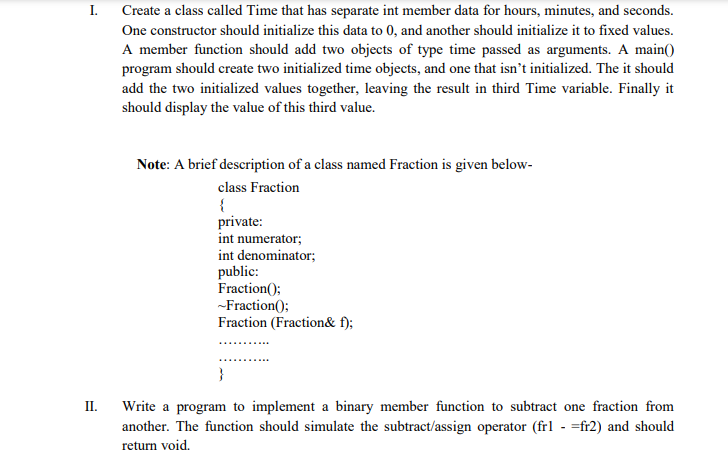 I. Create a class called Time that has separate int member data for hours, minutes, and seconds.
One constructor should initialize this data to 0, and another should initialize it to fixed values.
A member function should add two objects of type time passed as arguments. A main()
program should create two initialized time objects, and one that isn't initialized. The it should
add the two initialized values together, leaving the result in third Time variable. Finally it
should display the value of this third value.
Note: A brief description of a class named Fraction is given below-
class Fraction
{
private:
int numerator;
int denominator;
public:
Fraction();
~Fraction();
Fraction (Fraction& f);
...........
...........
}
II. Write a program to implement a binary member function to subtract one fraction from
another. The function should simulate the subtract/assign operator (fr1 - =fr2) and should
return void.